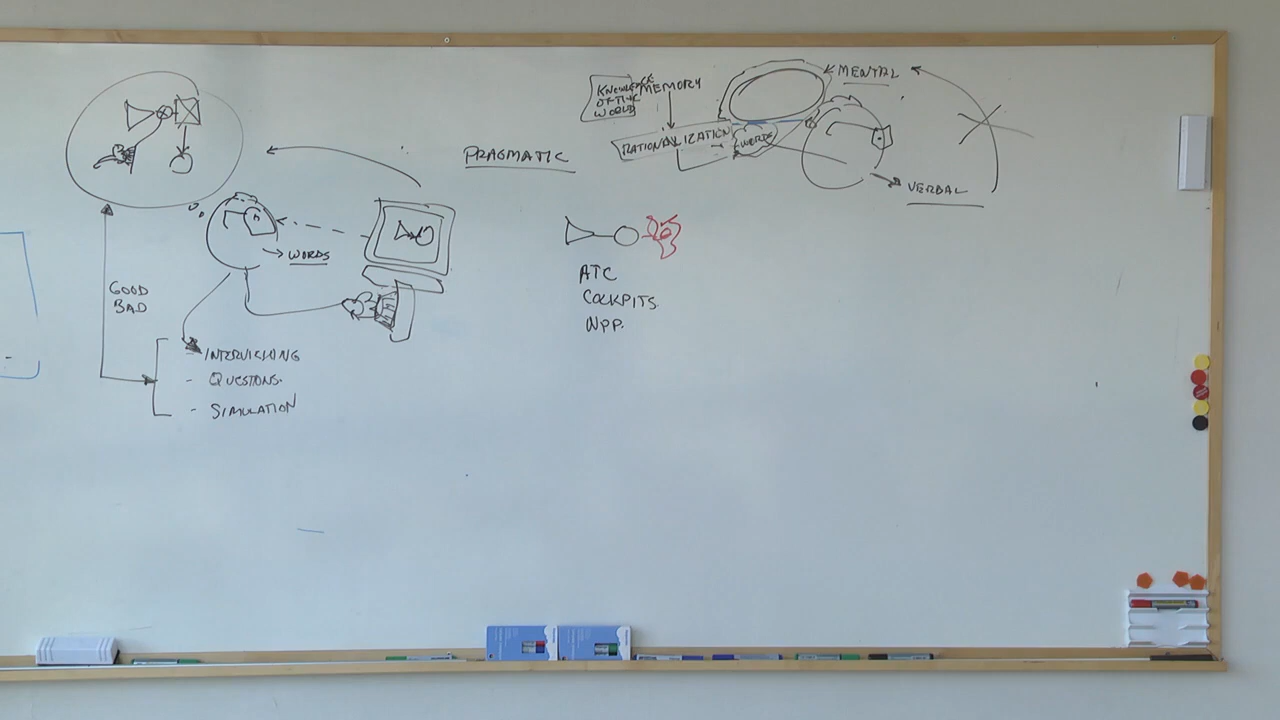 PRAGMATIC
KNOWLEDGE
OF THE
WORLD
MEMORY
RATIONALIZATION
WORDS
MENTAL
VERBAL
WORDS
GOOD
BAD
- INTERVIEWING
- QUESTIONS.
- SIMULATION
ATC
COCKPITS
NPP.